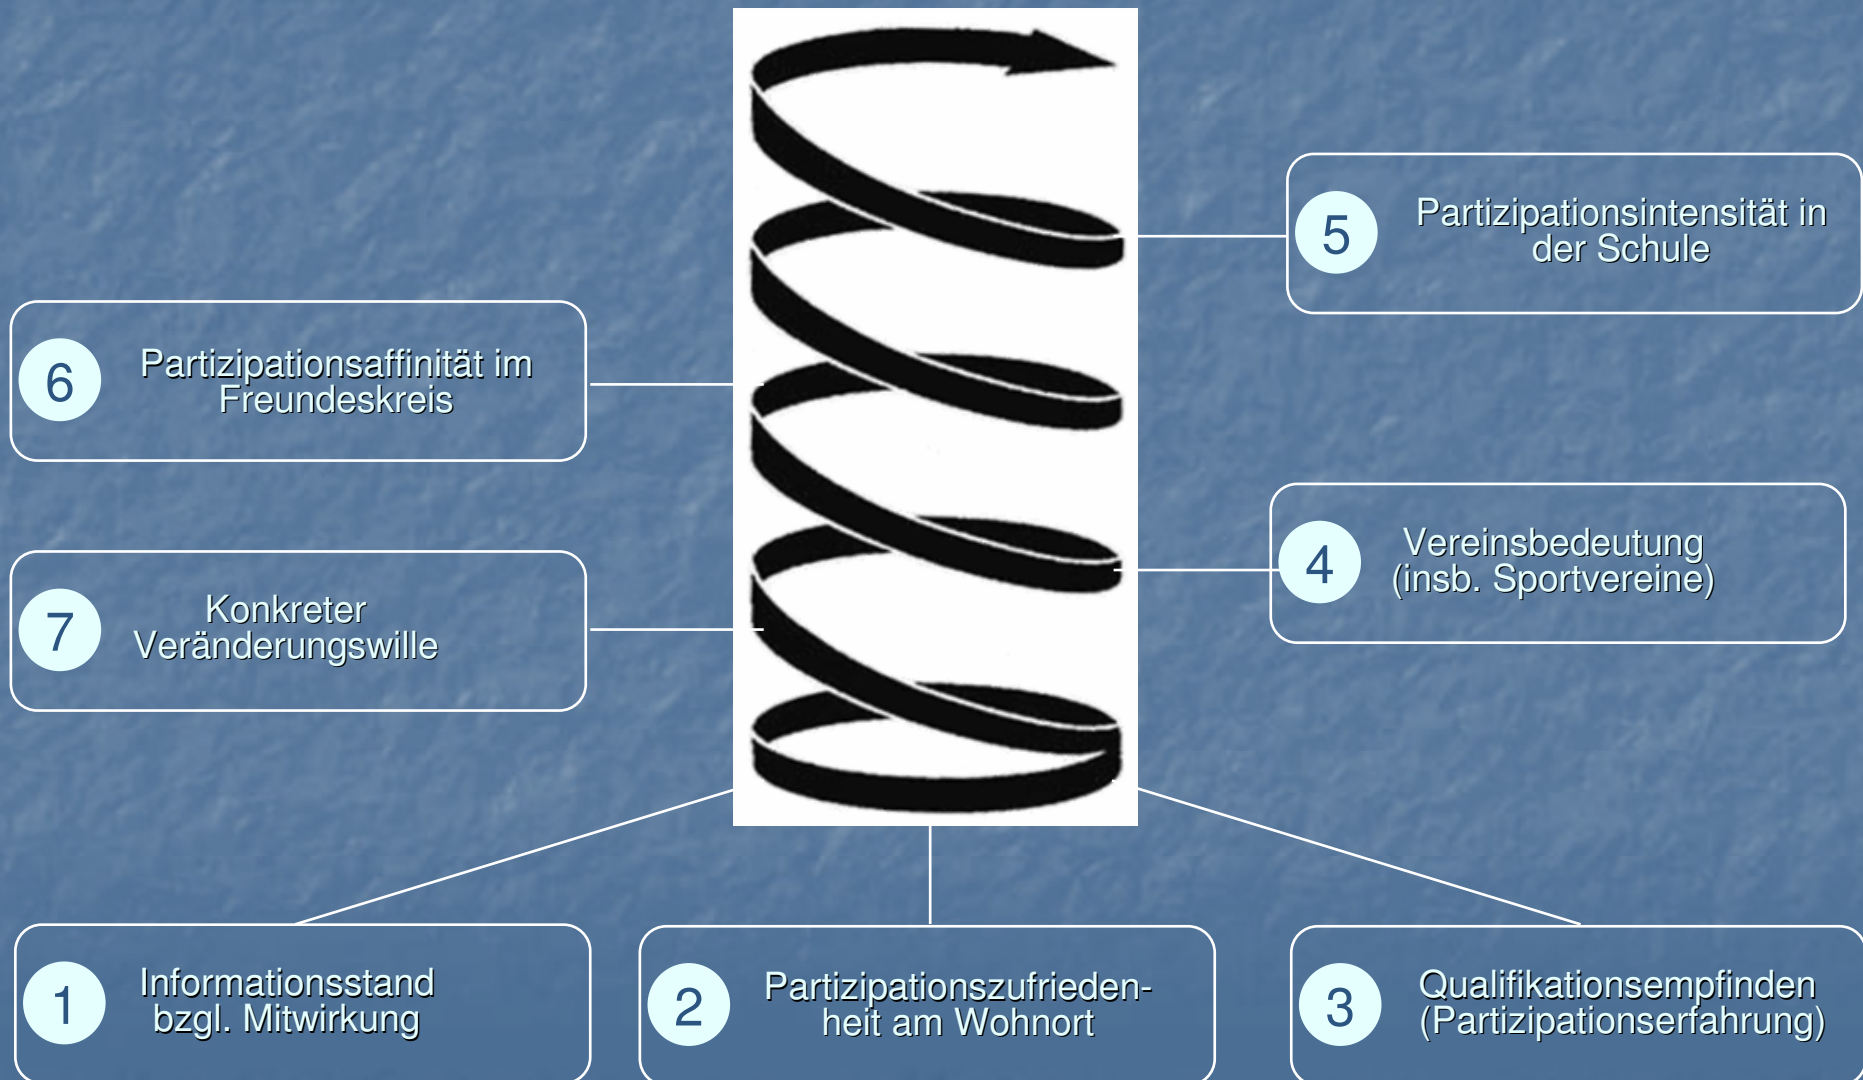 5
Partizipationsintensität in
der Schule
6
Partizipationsaffinität im
Freundeskreis
4
Vereinsbedeutung
(insb. Sportvereine)
7
Konkreter
Veränderungswille
1
Informationsstand
bzgl. Mitwirkung
2
Partizipationszufrieden-
heit am Wohnort
3
Qualifikationsempfinden
(Partizipationserfahrung)